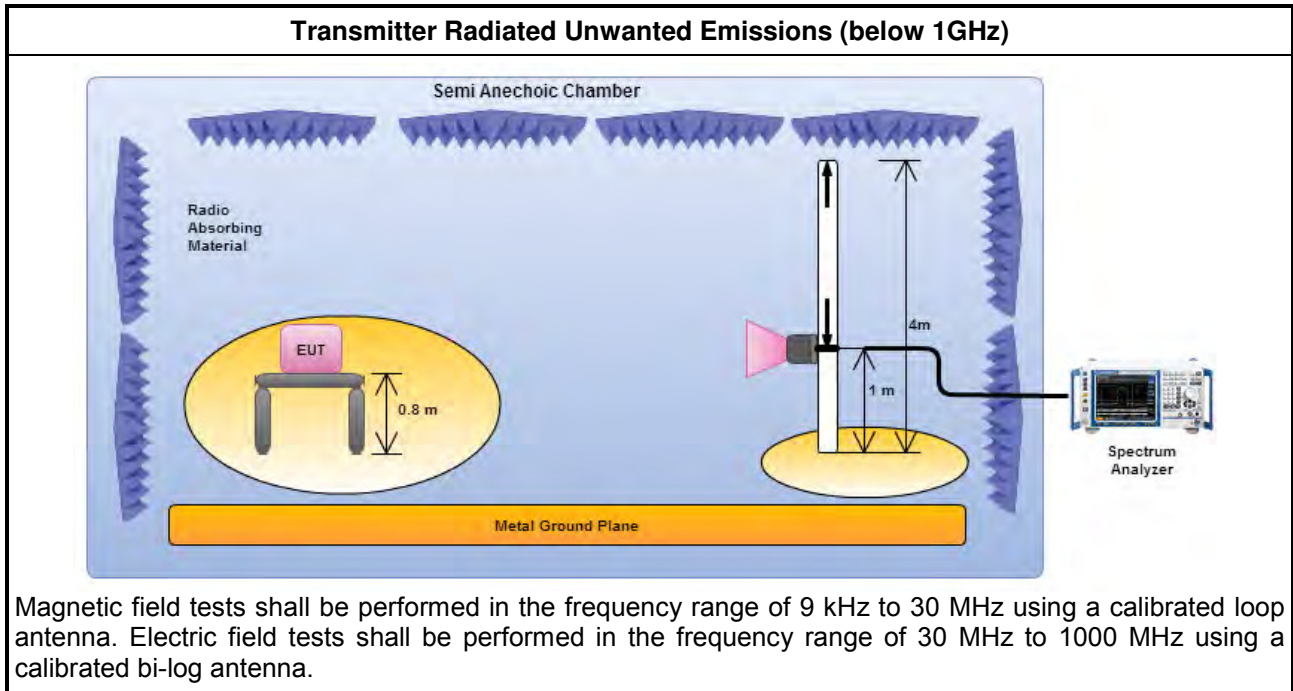 Transmitter Radiated Unwanted Emissions (below 1GHz)
Semi Anechoic Chamber
Radio
Absorbing
Material
EUT
0.8 m
4m
1 m
Spectrum
Analyzer
Metal Ground Plane
Magnetic field tests shall be performed in the frequency range of 9 kHz to 30 MHz using a calibrated loop
antenna. Electric field tests shall be performed in the frequency range of 30 MHz to 1000 MHz using a
calibrated bi-log antenna.